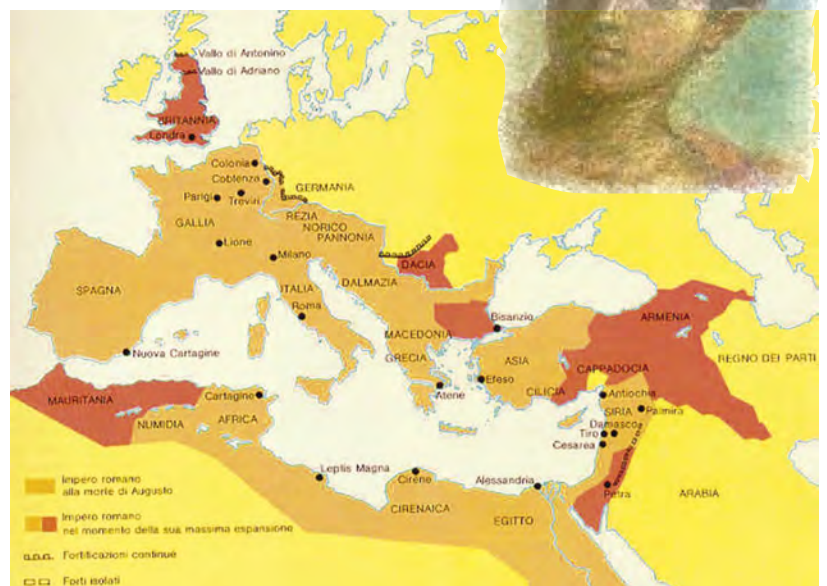 Vallo di Antonino
Vallo di Adriano
BRITANNIA
Londra
Colonia
Coblenza
GERMANIA
Parigi
Treviri
REZIA
GALLIA
NORICO
PANNONIA
Lione
Milano
DACIA
DALMAZIA
SPAGNA
ITALIA
Roma
Bisanzio
ARMENIA
MACEDONIA
Nuova Cartagine
GRECIA
ASIA
REGNO DEI PARTI
CAPPADOCIA
Efeso
CILICIA
Antiochia
Atene
MAURITANIA
Cartagine
SIRIA
Palmira
NUMIDIA
AFRICA
Damasco
Tiro
Cesarea
Leptis Magna
Cirene
Alessandria
Petra
ARABIA
CIRENAICA
EGITTO
Impero romano
alla morte di Augusto
Impero romano
nel momento della sua massima espansione
Fortificazioni continue
Forti isolati